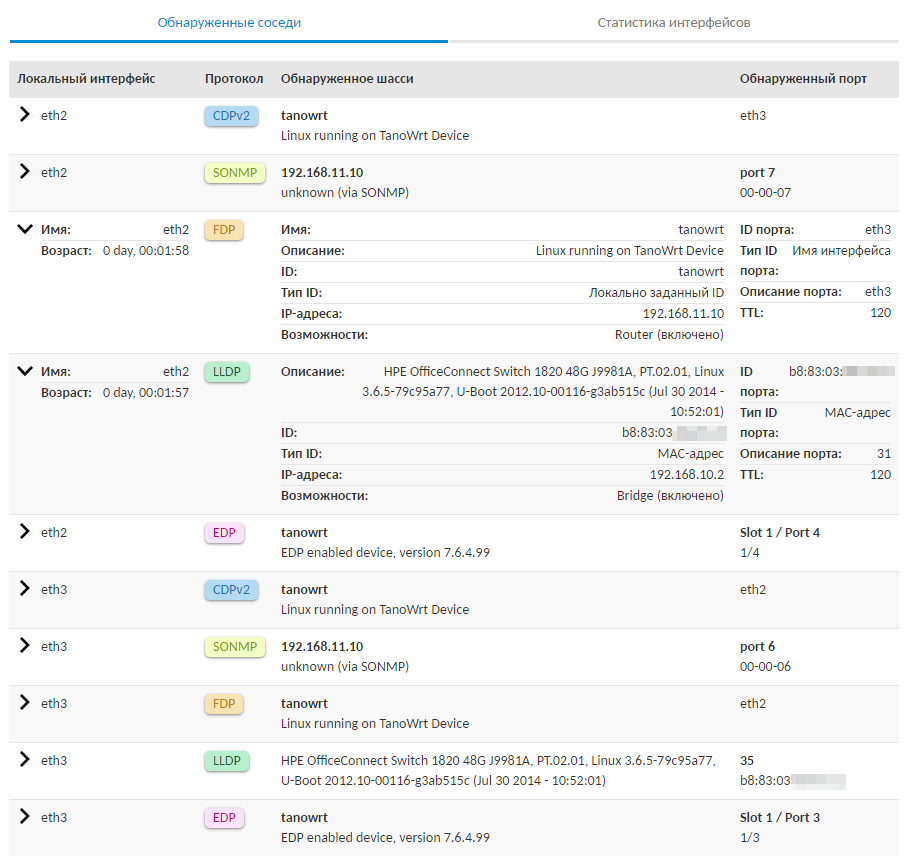 Обнаруженные соседи Статистика интерфейсов
Локальный интерфейс Протокол Обнаруженное шасси Обнаруженный порт
eth2 CDPv2 tanowrt eth3
Linux running on TanoWrt Device
eth2 SONMP 192.168.11.10 port 7
unknown (via SONMP) 00-00-07
Имя: eth2 FDP Имя: tanowrt ID порта: eth3
Возраст: 0 day, 00:01:58 Описание: Linux running on TanoWrt Device Тип ID Имя интерфейса
ID: tanowrt порта:
Тип ID: Локально заданный ID Описание порта: eth3
IP-адреса: 192.168.11.10 TTL: 120
Возможности: Router (включено)
Имя: eth2 LLDP Описание: HPE OfficeConnect Switch 1820 48G J9981A, PT.02.01, Linux ID b8:83:03:
Возраст: 0 day, 00:01:57 3.6.5-79c95a77, U-Boot 2012.10-00116-g3ab515c (Jul 30 2014 - порта:
10:52:01) Тип ID MAC-адрес
ID: b8:83:03 порта:
Тип ID: MAC-адрес Описание порта: 31
IP-адреса: 192.168.10.2 TTL: 120
Возможности: Bridge (включено)
eth2 EDP tanowrt Slot 1 / Port 4
EDP enabled device, version 7.6.4.99 1/4
eth3 CDPv2 tanowrt eth2
Linux running on TanoWrt Device
eth3 SONMP 192.168.11.10 port 6
unknown (via SONMP) 00-00-06
eth3 FDP tanowrt eth2
Linux running on TanoWrt Device
eth3 LLDP HPE OfficeConnect Switch 1820 48G J9981A, PT.02.01, Linux 3.6.5-79c95a77, 35
U-Boot 2012.10-00116-g3ab515c (Jul 30 2014 - 10:52:01) b8:83:03
eth3 EDP tanowrt Slot 1 / Port 3
EDP enabled device, version 7.6.4.99 1/3